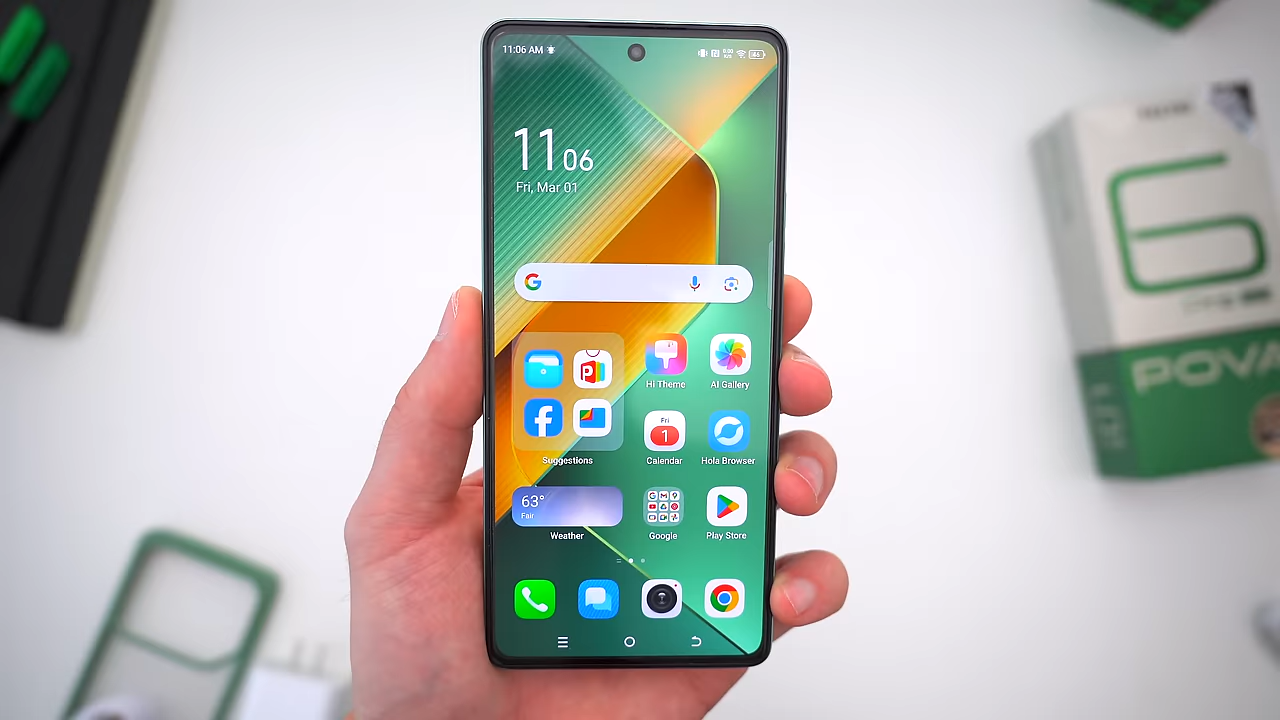 11:06 AM
11 06
Fri, Mar 01
Suggestions
Hi Theme
AI Gallery
Fri
1
Calendar
Hola Browser
63°
Fair
Weather
Google
Play Store
6
POVA